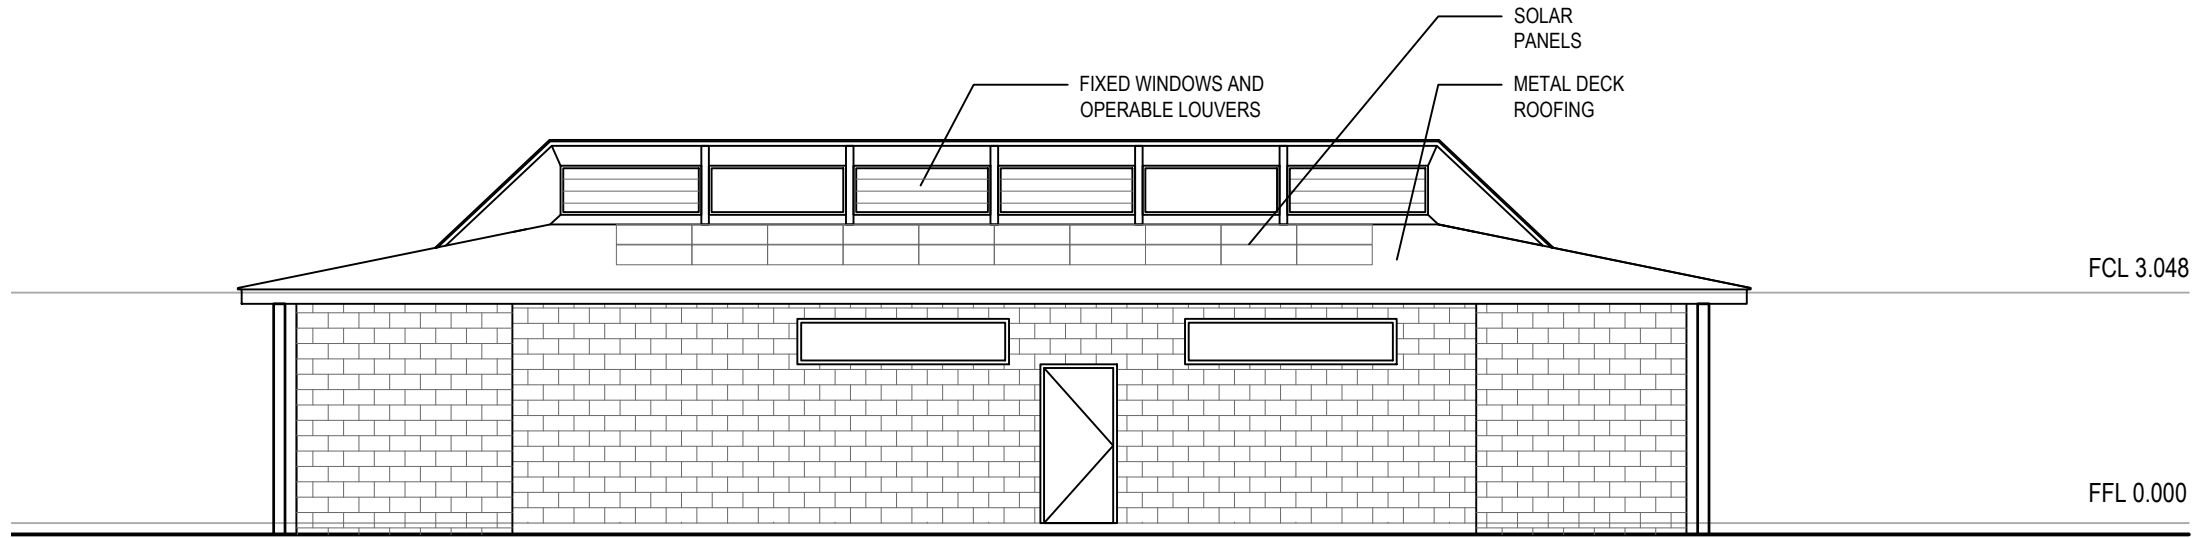 SOLAR
PANELS
FIXED WINDOWS AND
OPERABLE LOUVERS
METAL DECK
ROOFING
FCL 3.048
FFL 0.000